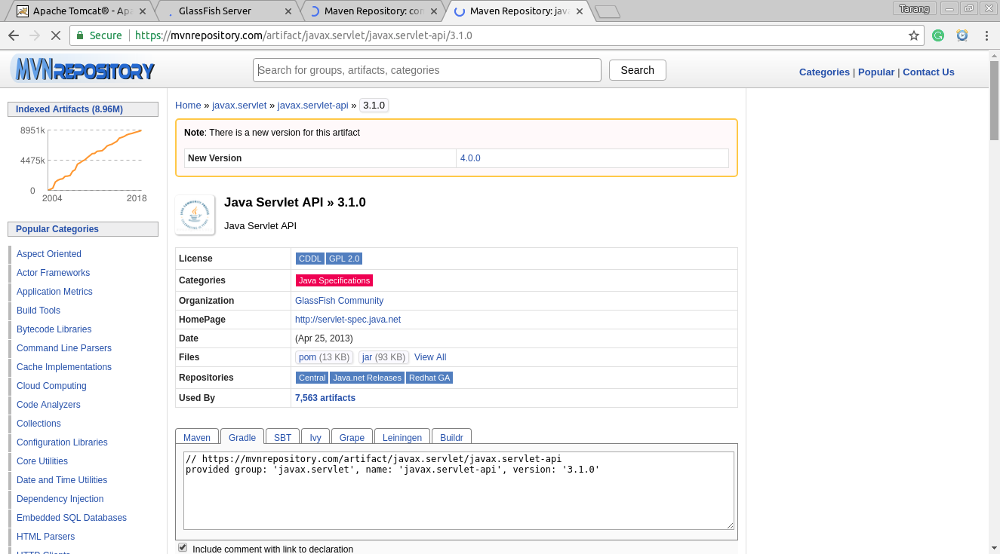 Apache Tomcat® - Apa
GlassFish Server
Maven Repository: con
Maven Repository: java
Tarang
Secure
https://mvnrepository.com/artifact/javax.servlet/javax.servlet-api/3.1.0
MVNREPOSITORY
Search for groups, artifacts, categories
Search
Categories | Popular | Contact Us
Indexed Artifacts (8.96M)
8951k
4475k
0
2004
2018
Popular Categories
Aspect Oriented
Actor Frameworks
Application Metrics
Build Tools
Bytecode Libraries
Command Line Parsers
Cache Implementations
Cloud Computing
Code Analyzers
Collections
Configuration Libraries
Core Utilities
Date and Time Utilities
Dependency Injection
Embedded SQL Databases
HTML Parsers
HTTP Clients
Home » javax.servlet » javax.servlet-api » 3.1.0
Note: There is a new version for this artifact
New Version 4.0.0
Java Servlet API » 3.1.0
Java Servlet API
License CDDL GPL 2.0
Categories Java Specifications
Organization GlassFish Community
HomePage http://servlet-spec.java.net
Date (Apr 25, 2013)
Files pom (13 KB) jar (93 KB) View All
Repositories Central Java.net Releases Redhat GA
Used By 7,563 artifacts
Maven Gradle SBT Ivy Grape Leiningen Buildr
// https://mvnrepository.com/artifact/javax.servlet/javax.servlet-api
provided group: 'javax.servlet', name: 'javax.servlet-api', version: '3.1.0'
Include comment with link to declaration